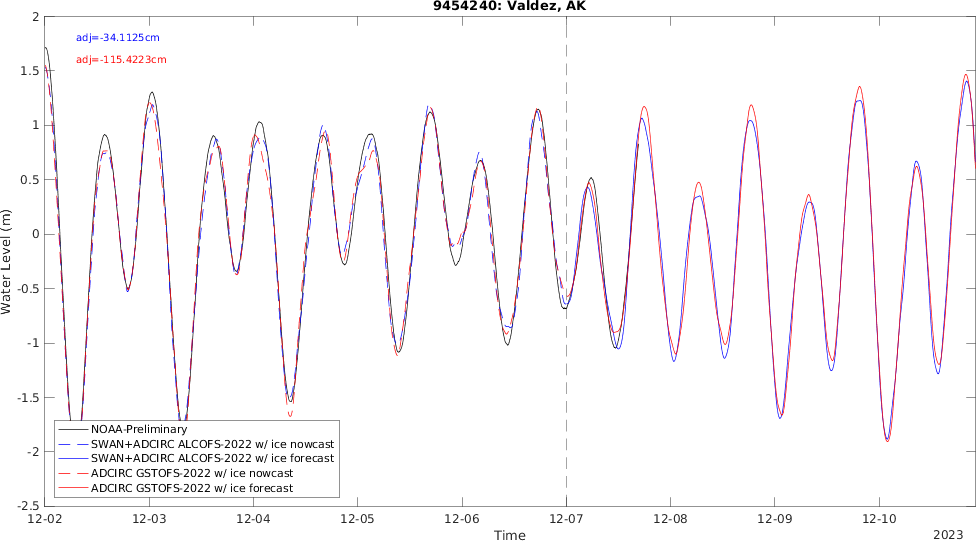 9454240: Valdez, AK
adj=-34.1125cm
adj=-115.4223cm
Water Level (m)
2
1.5
1
0.5
0
-0.5
-1
-1.5
-2
-2.5
NOAA-Preliminary
SWAN+ADCIRC ALCOFS-2022 w/ ice nowcast
SWAN+ADCIRC ALCOFS-2022 w/ ice forecast
ADCIRC GSTOFS-2022 w/ ice nowcast
ADCIRC GSTOFS-2022 w/ ice forecast
12-02 12-03 12-04 12-05 12-06 12-07 12-08 12-09 12-10
Time
2023